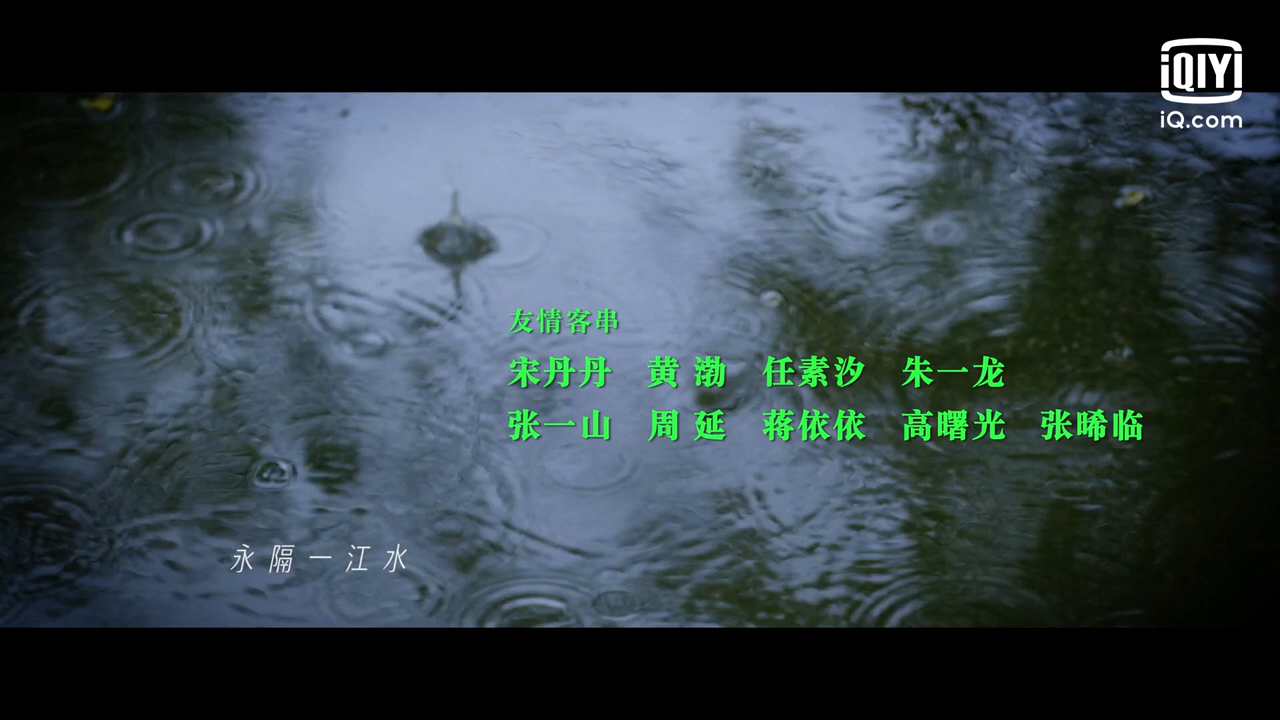 iQIYI
iQ.com
友情客串
宋丹丹 黄渤 任素汐 朱一龙
张一山 周延 蒋依依 高曙光 张晞临
永隔一江水